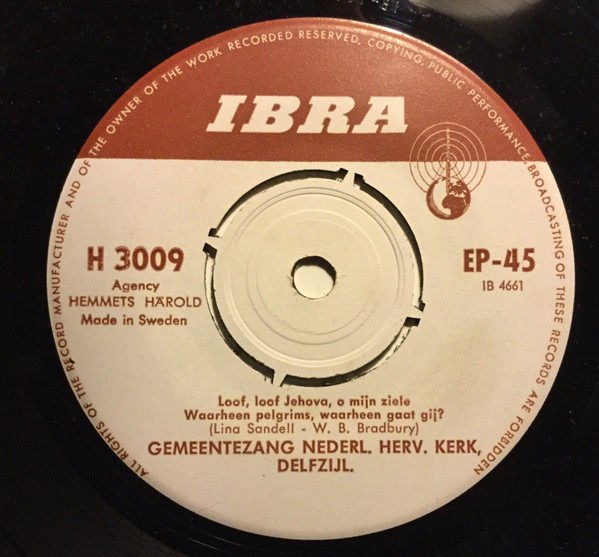 ALL RIGHTS OF THE RECORD MANUFACTURER AND OF THE OWNER OF THE WORK RECORDED RESERVED, COPYING, PUBLIC PERFORMANCE, BROADCASTING OF THESE RECORDS ARE FORBIDDEN
IBRA
H 3009
Agency
HEMMETS HÄROLD
Made in Sweden
EP-45
IB 4661
Loof, loof Jehova, o mijn ziele
Waarheen pelgrims, waarheen gaat gij?
(Lina Sandell - W. B. Bradbury)
GEMEENTEZANG NEDERL. HERV. KERK,
DELFZIJL.